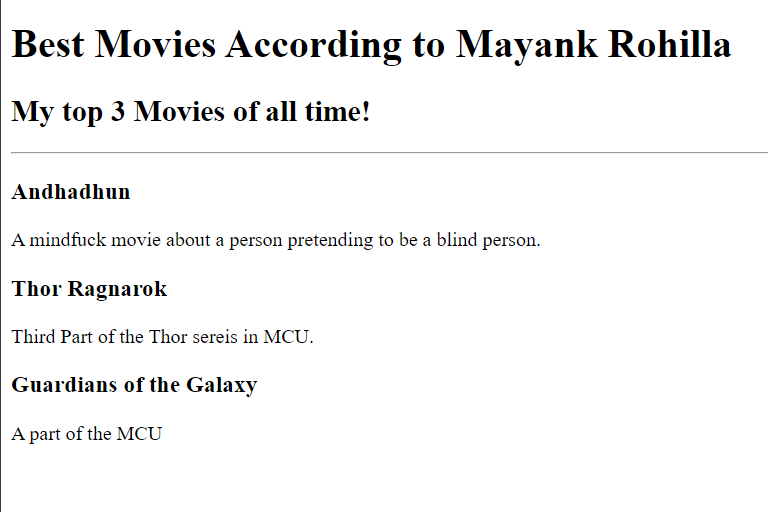 Best Movies According to Mayank Rohilla
My top 3 Movies of all time!
Andhadhun
A mindfuck movie about a person pretending to be a blind person.
Thor Ragnarok
Third Part of the Thor sereis in MCU.
Guardians of the Galaxy
A part of the MCU